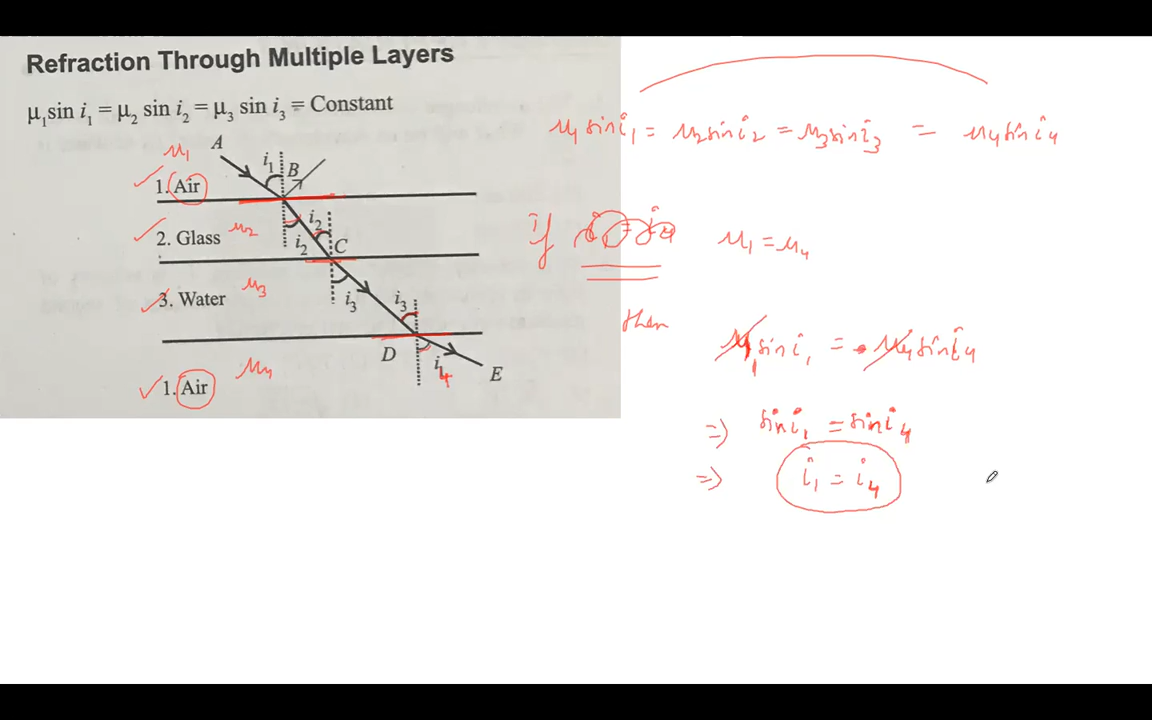 Refraction Through Multiple Layers
μ₁sin i₁ = μ₂ sin i₂ = μ₃ sin i₃ = Constant
μ₁ sin i₁ = μ₂ sin i₂ = μ₃ sin i₃ = μ₄ sin i₄
μ₁ A i₁ B
1. Air
2. Glass μ₂ i₂ i₂ C
if μ₁ = μ₄
3. Water μ₃ i₃ i₃
then μ₁ sin i₁ = μ₄ sin i₄
D i₄ E
1. Air μ₄
⇒ sin i₁ = sin i₄
⇒ i₁ = i₄